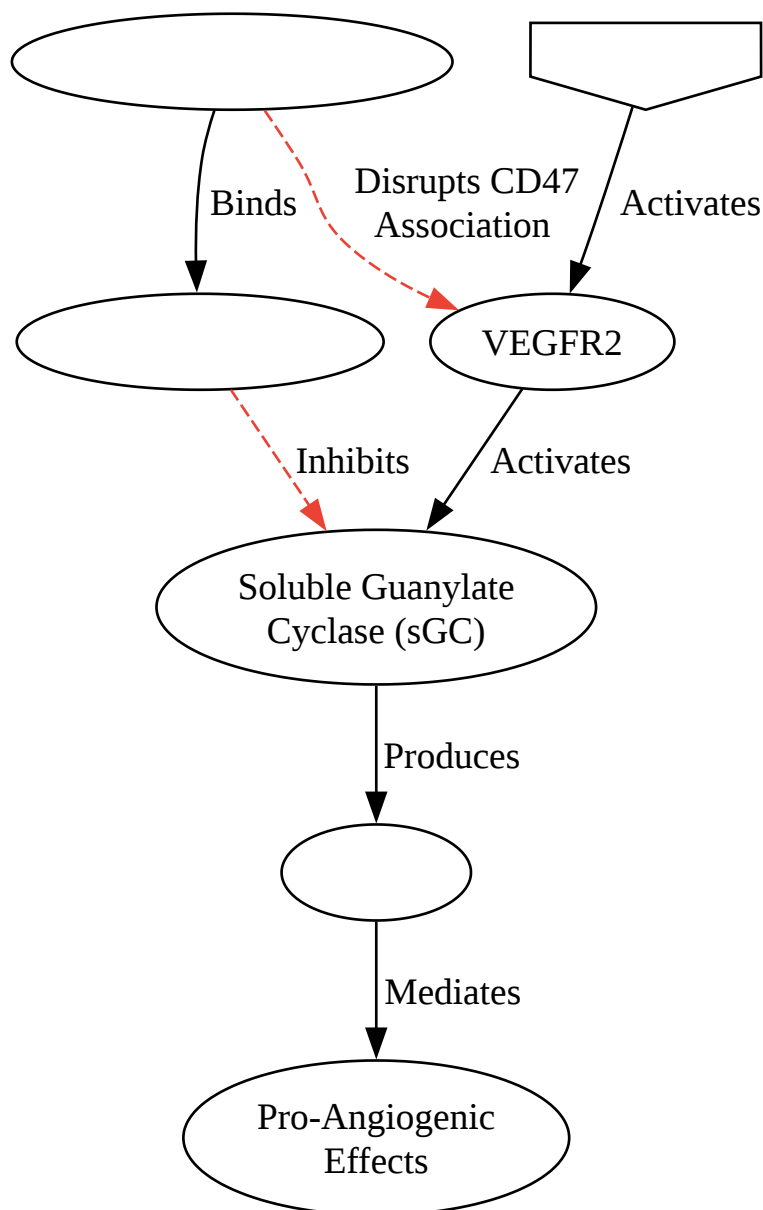 Disrupts CD47
Association
Binds
Activates
VEGFR2
Inhibits
Activates
Soluble Guanylate
Cyclase (sGC)
Produces
Mediates
Pro-Angiogenic
Effects